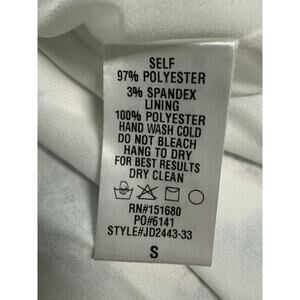 SELF
97% POLYESTER
3% SPANDEX
LINING
100% POLYESTER
HAND WASH COLD
DO NOT BLEACH
HANG TO DRY
FOR BEST RESULTS
DRY CLEAN
RN#151680
PO#6141
STYLE#JD2443-33
S